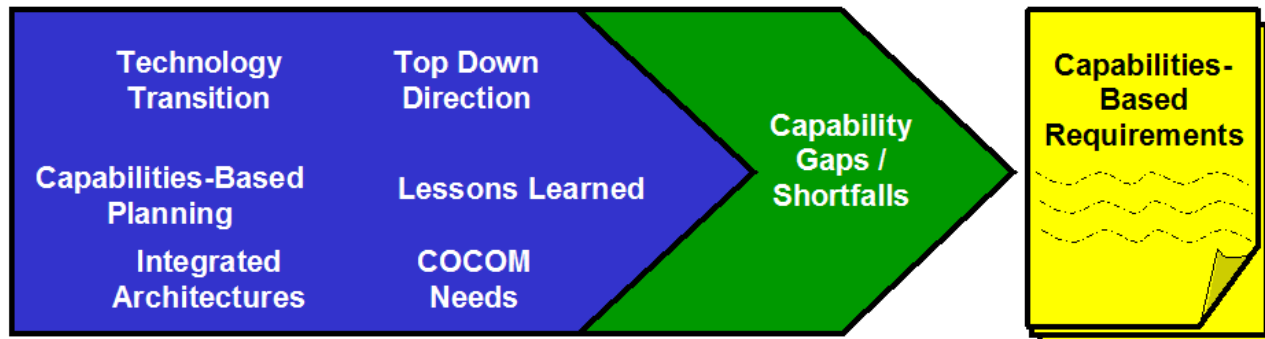 Technology
Transition
Top Down
Direction
Capabilities-Based
Planning
Lessons Learned
Integrated
Architectures
COCOM
Needs
Capability
Gaps /
Shortfalls
Capabilities-
Based
Requirements